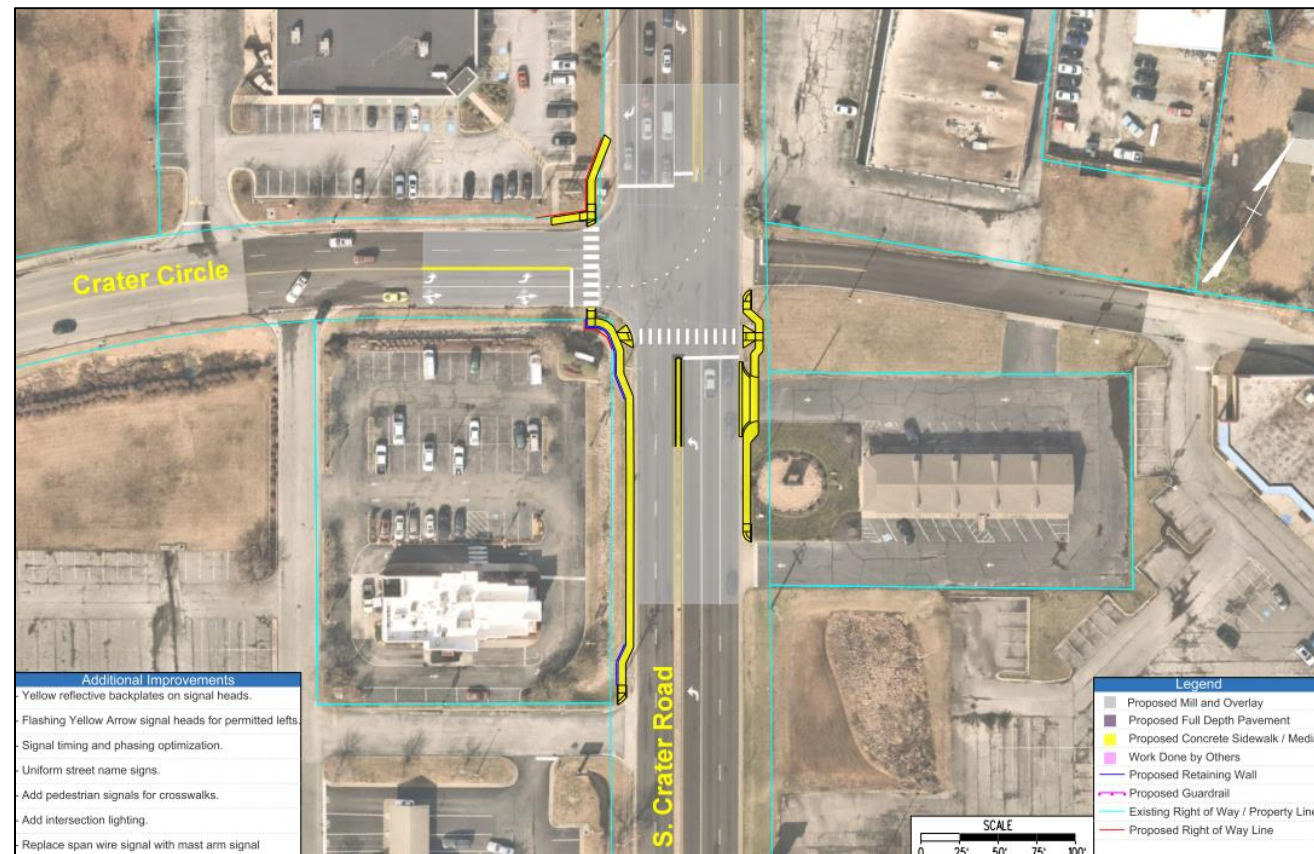 Crater Circle
S. Crater Road
Additional Improvements
- Yellow reflective backplates on signal heads.
- Flashing Yellow Arrow signal heads for permitted lefts.
- Signal timing and phasing optimization.
- Uniform street name signs.
- Add pedestrian signals for crosswalks.
- Add intersection lighting.
- Replace span wire signal with mast arm signal
Legend
Proposed Mill and Overlay
Proposed Full Depth Pavement
Proposed Concrete Sidewalk / Media
Work Done by Others
Proposed Retaining Wall
Proposed Guardrail
Existing Right of Way / Property Line
Proposed Right of Way Line
SCALE
0 25' 50' 75' 100'